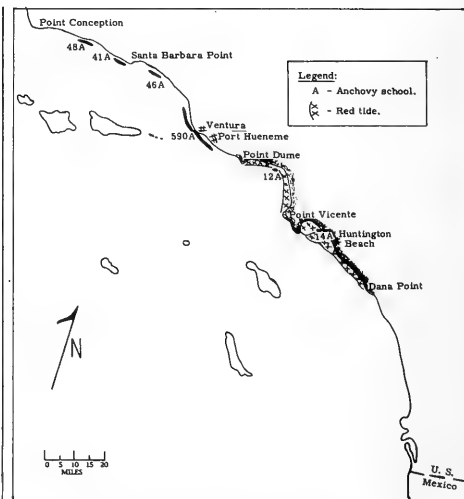 Point Conception
48A
41A
Santa Barbara Point
46A
Legend:
A - Anchovy school.
X X - Red tide.
Ventura
590A
Port Hueneme
Point Dume
12A
Point Vicente
14A
Huntington
Beach
Dana Point
N
0 5 10 15 20
MILES
U. S.
Mexico